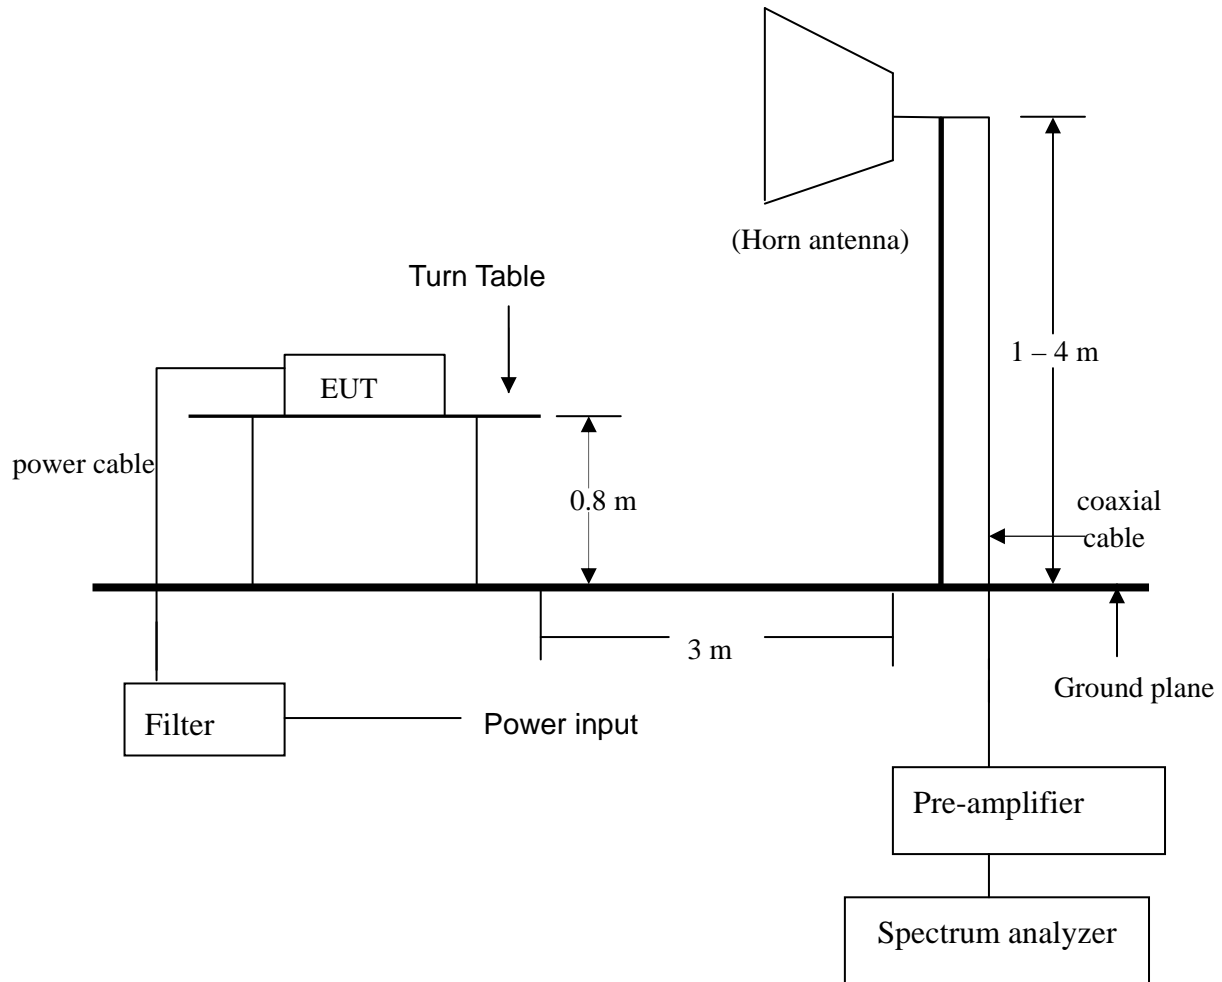 (Horn antenna)
Turn Table
1 – 4 m
EUT
power cable
0.8 m
coaxial
cable
3 m
Ground plane
Filter
Power input
Pre-amplifier
Spectrum analyzer